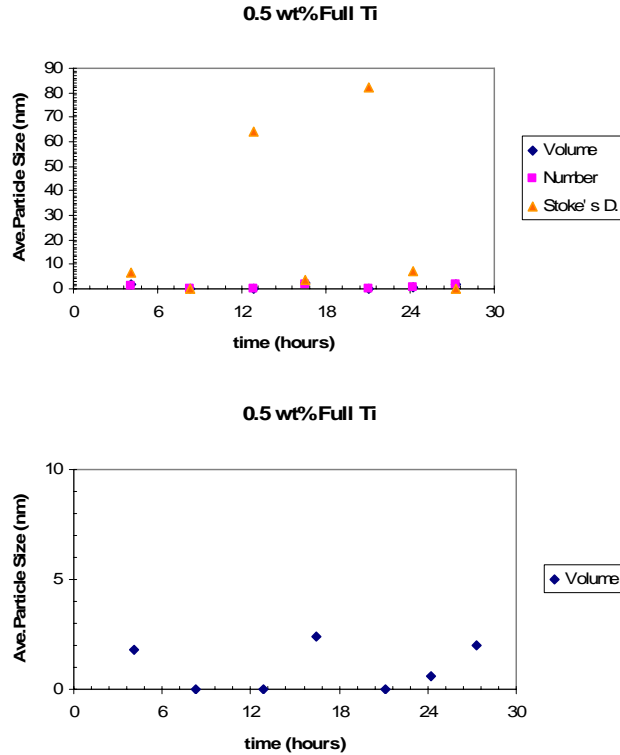 0.5 wt% Full Ti
90
80
70
60
50
40
30
20
10
0
Ave.Particle Size (nm)
0 6 12 18 24 30
time (hours)
Volume
Number
Stoke' s D.
0.5 wt% Full Ti
10
5
0
Ave.Particle Size (nm)
0 6 12 18 24 30
time (hours)
Volume